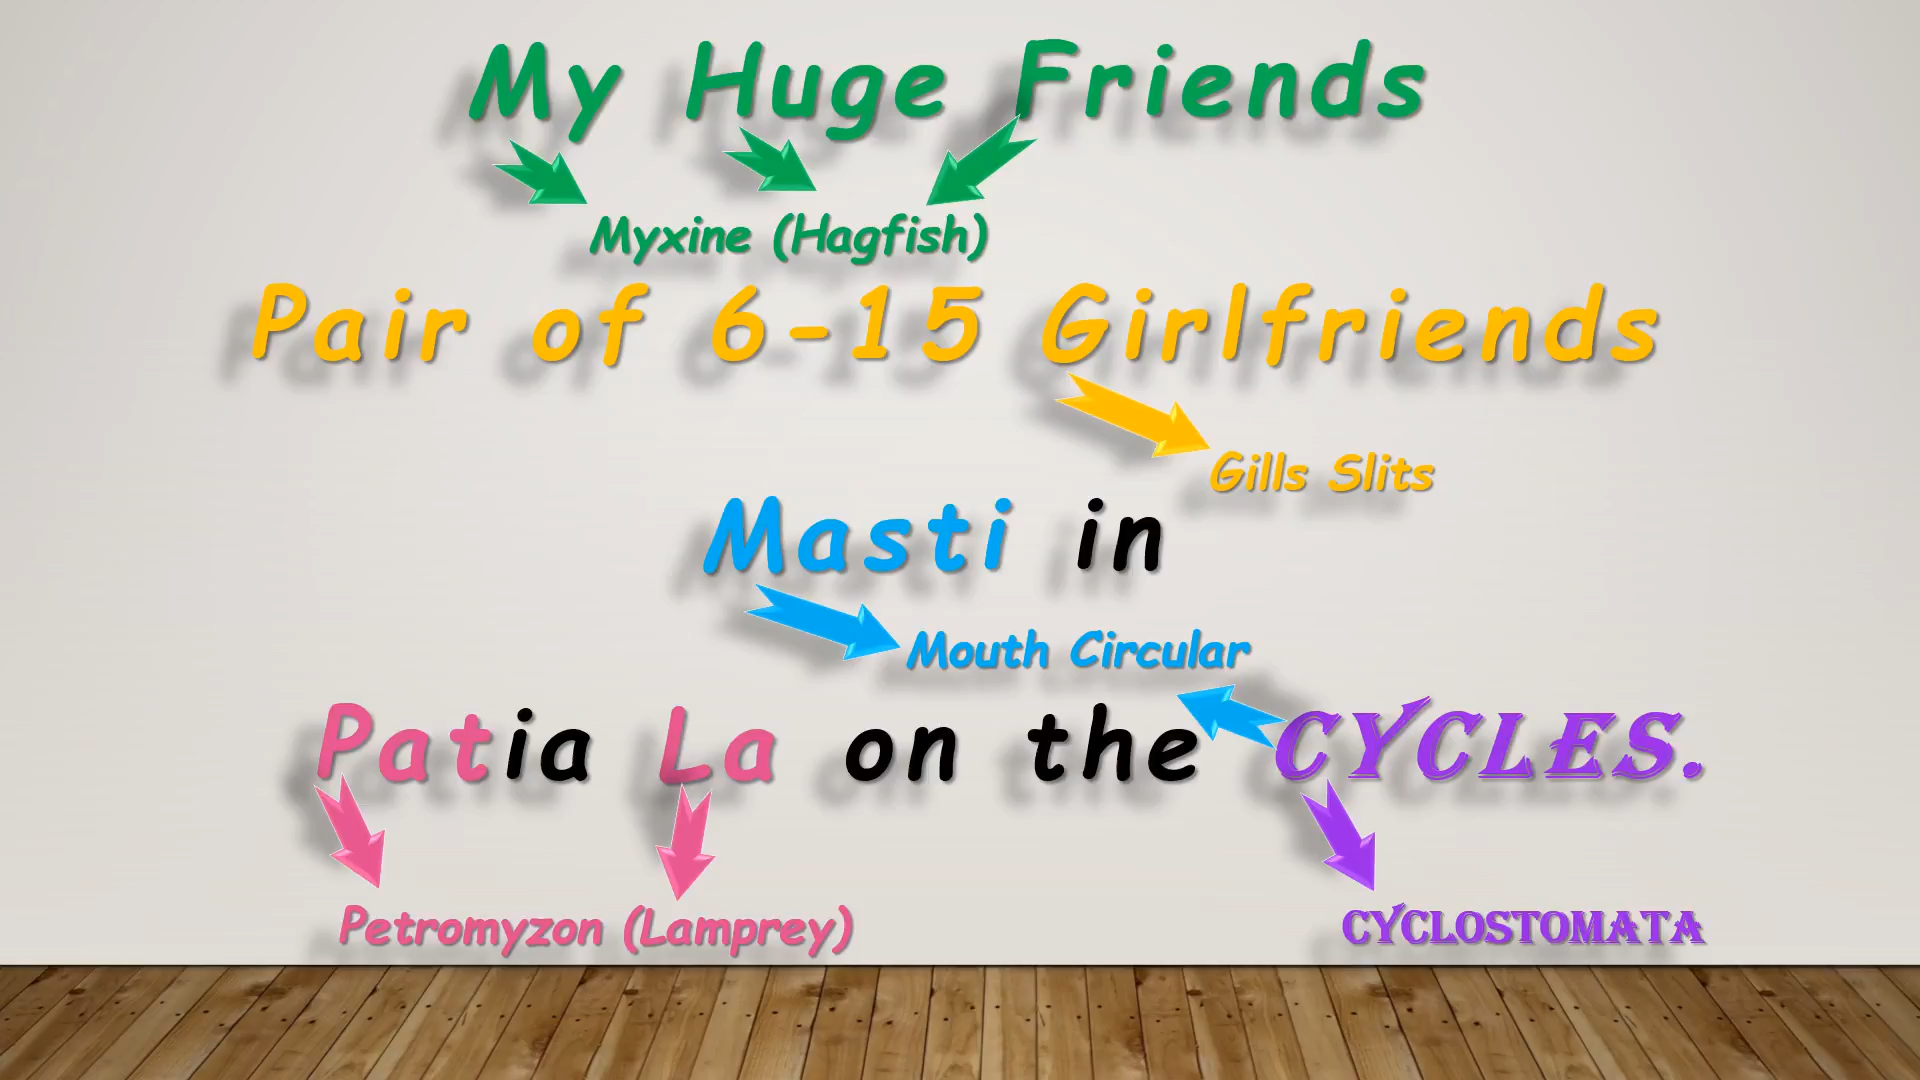 My Huge Friends
Myxine (Hagfish)
Pair of 6-15 Girlfriends
Gills Slits
Masti in
Mouth Circular
Patia La on the CYCLES.
Petromyzon (Lamprey)
CYCLOSTOMATA